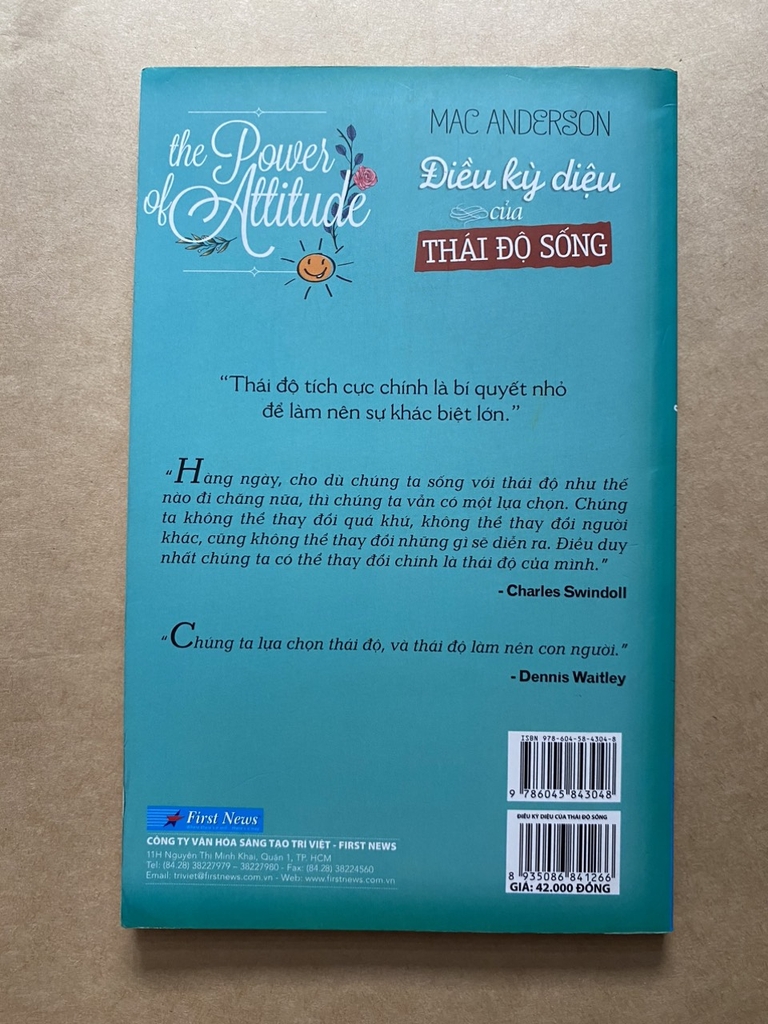 the Power
of Attitude
MAC ANDERSON
Điều kỳ diệu
của
THÁI ĐỘ SỐNG
“Thái độ tích cực chính là bí quyết nhỏ
để làm nên sự khác biệt lớn.”
“Hàng ngày, cho dù chúng ta sống với thái độ như thế
nào đi chăng nữa, thì chúng ta vẫn có một lựa chọn. Chúng
ta không thể thay đổi quá khứ, không thể thay đổi người
khác, cũng không thể thay đổi những gì sẽ diễn ra. Điều duy
nhất chúng ta có thể thay đổi chính là thái độ của mình.”
- Charles Swindoll
“Chúng ta lựa chọn thái độ, và thái độ làm nên con người.”
- Dennis Waitley
ISBN 978-604-58-4304-8
9 786045 843048
First News
CÔNG TY VĂN HÓA SÁNG TẠO TRÍ VIỆT - FIRST NEWS
11H Nguyễn Thị Minh Khai, Quận 1, TP. HCM
Tel: (84.28) 38227979 – 38227980 - Fax: (84.28) 38224560
Email: triviet@firstnews.com.vn - Web: www.firstnews.com.vn
ĐIỀU KỲ DIỆU CỦA THÁI ĐỘ SỐNG
8 935086 841266
GIÁ: 42.000 ĐỒNG